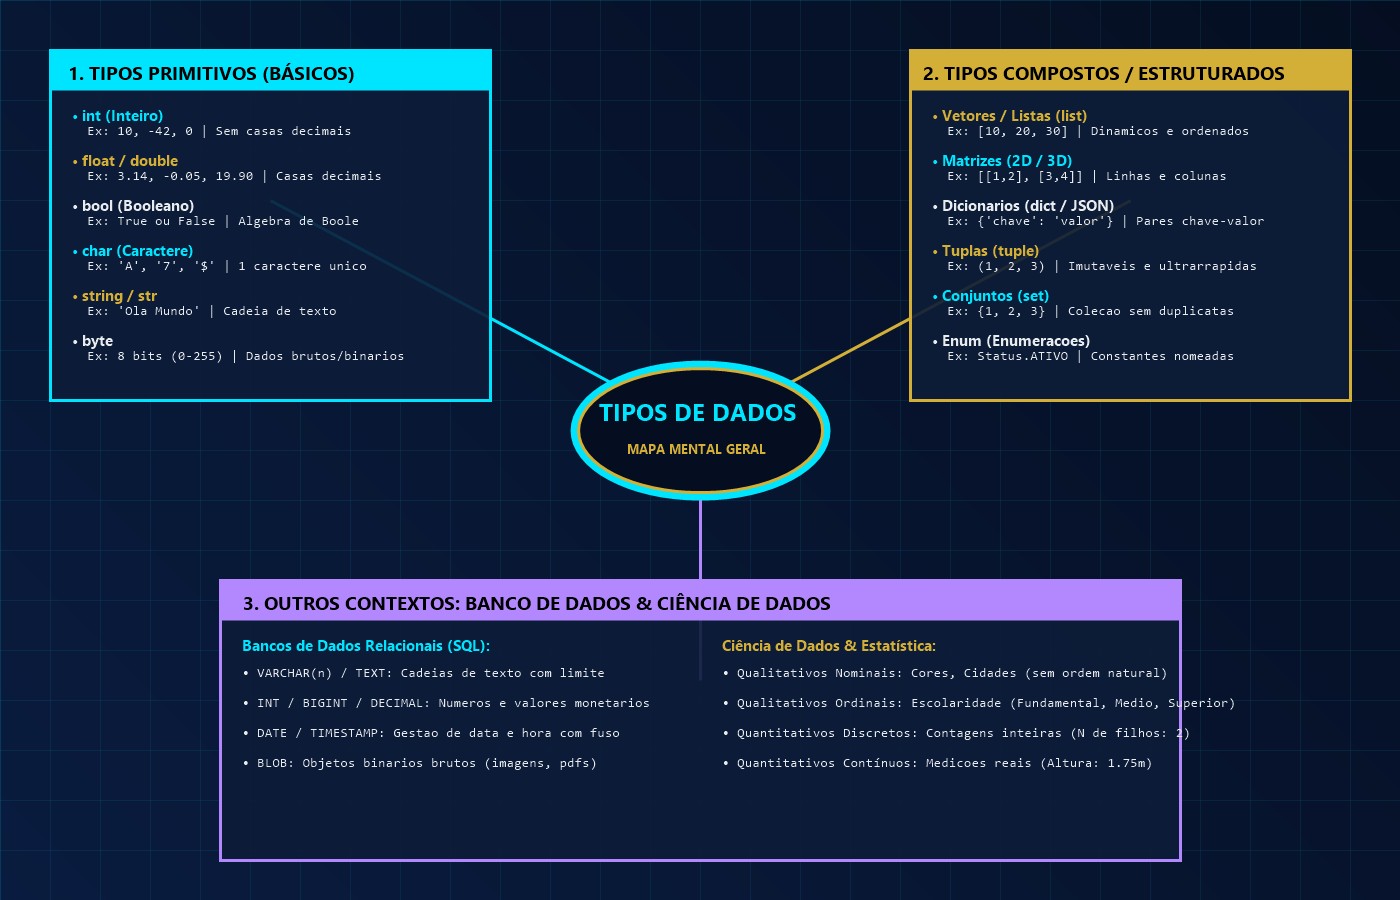 1. TIPOS PRIMITIVOS (BÁSICOS)
• int (Inteiro)
Ex: 10, -42, 0 | Sem casas decimais
• float / double
Ex: 3.14, -0.05, 19.90 | Casas decimais
• bool (Booleano)
Ex: True ou False | Algebra de Boole
• char (Caractere)
Ex: 'A', '7', '$' | 1 caractere unico
• string / str
Ex: 'Ola Mundo' | Cadeia de texto
• byte
Ex: 8 bits (0-255) | Dados brutos/binarios
2. TIPOS COMPOSTOS / ESTRUTURADOS
• Vetores / Listas (list)
Ex: [10, 20, 30] | Dinamicos e ordenados
• Matrizes (2D / 3D)
Ex: [[1,2], [3,4]] | Linhas e colunas
• Dicionarios (dict / JSON)
Ex: {'chave': 'valor'} | Pares chave-valor
• Tuplas (tuple)
Ex: (1, 2, 3) | Imutaveis e ultrarrapidas
• Conjuntos (set)
Ex: {1, 2, 3} | Colecao sem duplicatas
• Enum (Enumeracoes)
Ex: Status.ATIVO | Constantes nomeadas
TIPOS DE DADOS
MAPA MENTAL GERAL
3. OUTROS CONTEXTOS: BANCO DE DADOS & CIÊNCIA DE DADOS
Bancos de Dados Relacionais (SQL):
• VARCHAR(n) / TEXT: Cadeias de texto com limite
• INT / BIGINT / DECIMAL: Numeros e valores monetarios
• DATE / TIMESTAMP: Gestao de data e hora com fuso
• BLOB: Objetos binarios brutos (imagens, pdfs)
Ciência de Dados & Estatística:
• Qualitativos Nominais: Cores, Cidades (sem ordem natural)
• Qualitativos Ordinais: Escolaridade (Fundamental, Medio, Superior)
• Quantitativos Discretos: Contagens inteiras (N de filhos: 2)
• Quantitativos Contínuos: Medicoes reais (Altura: 1.75m)